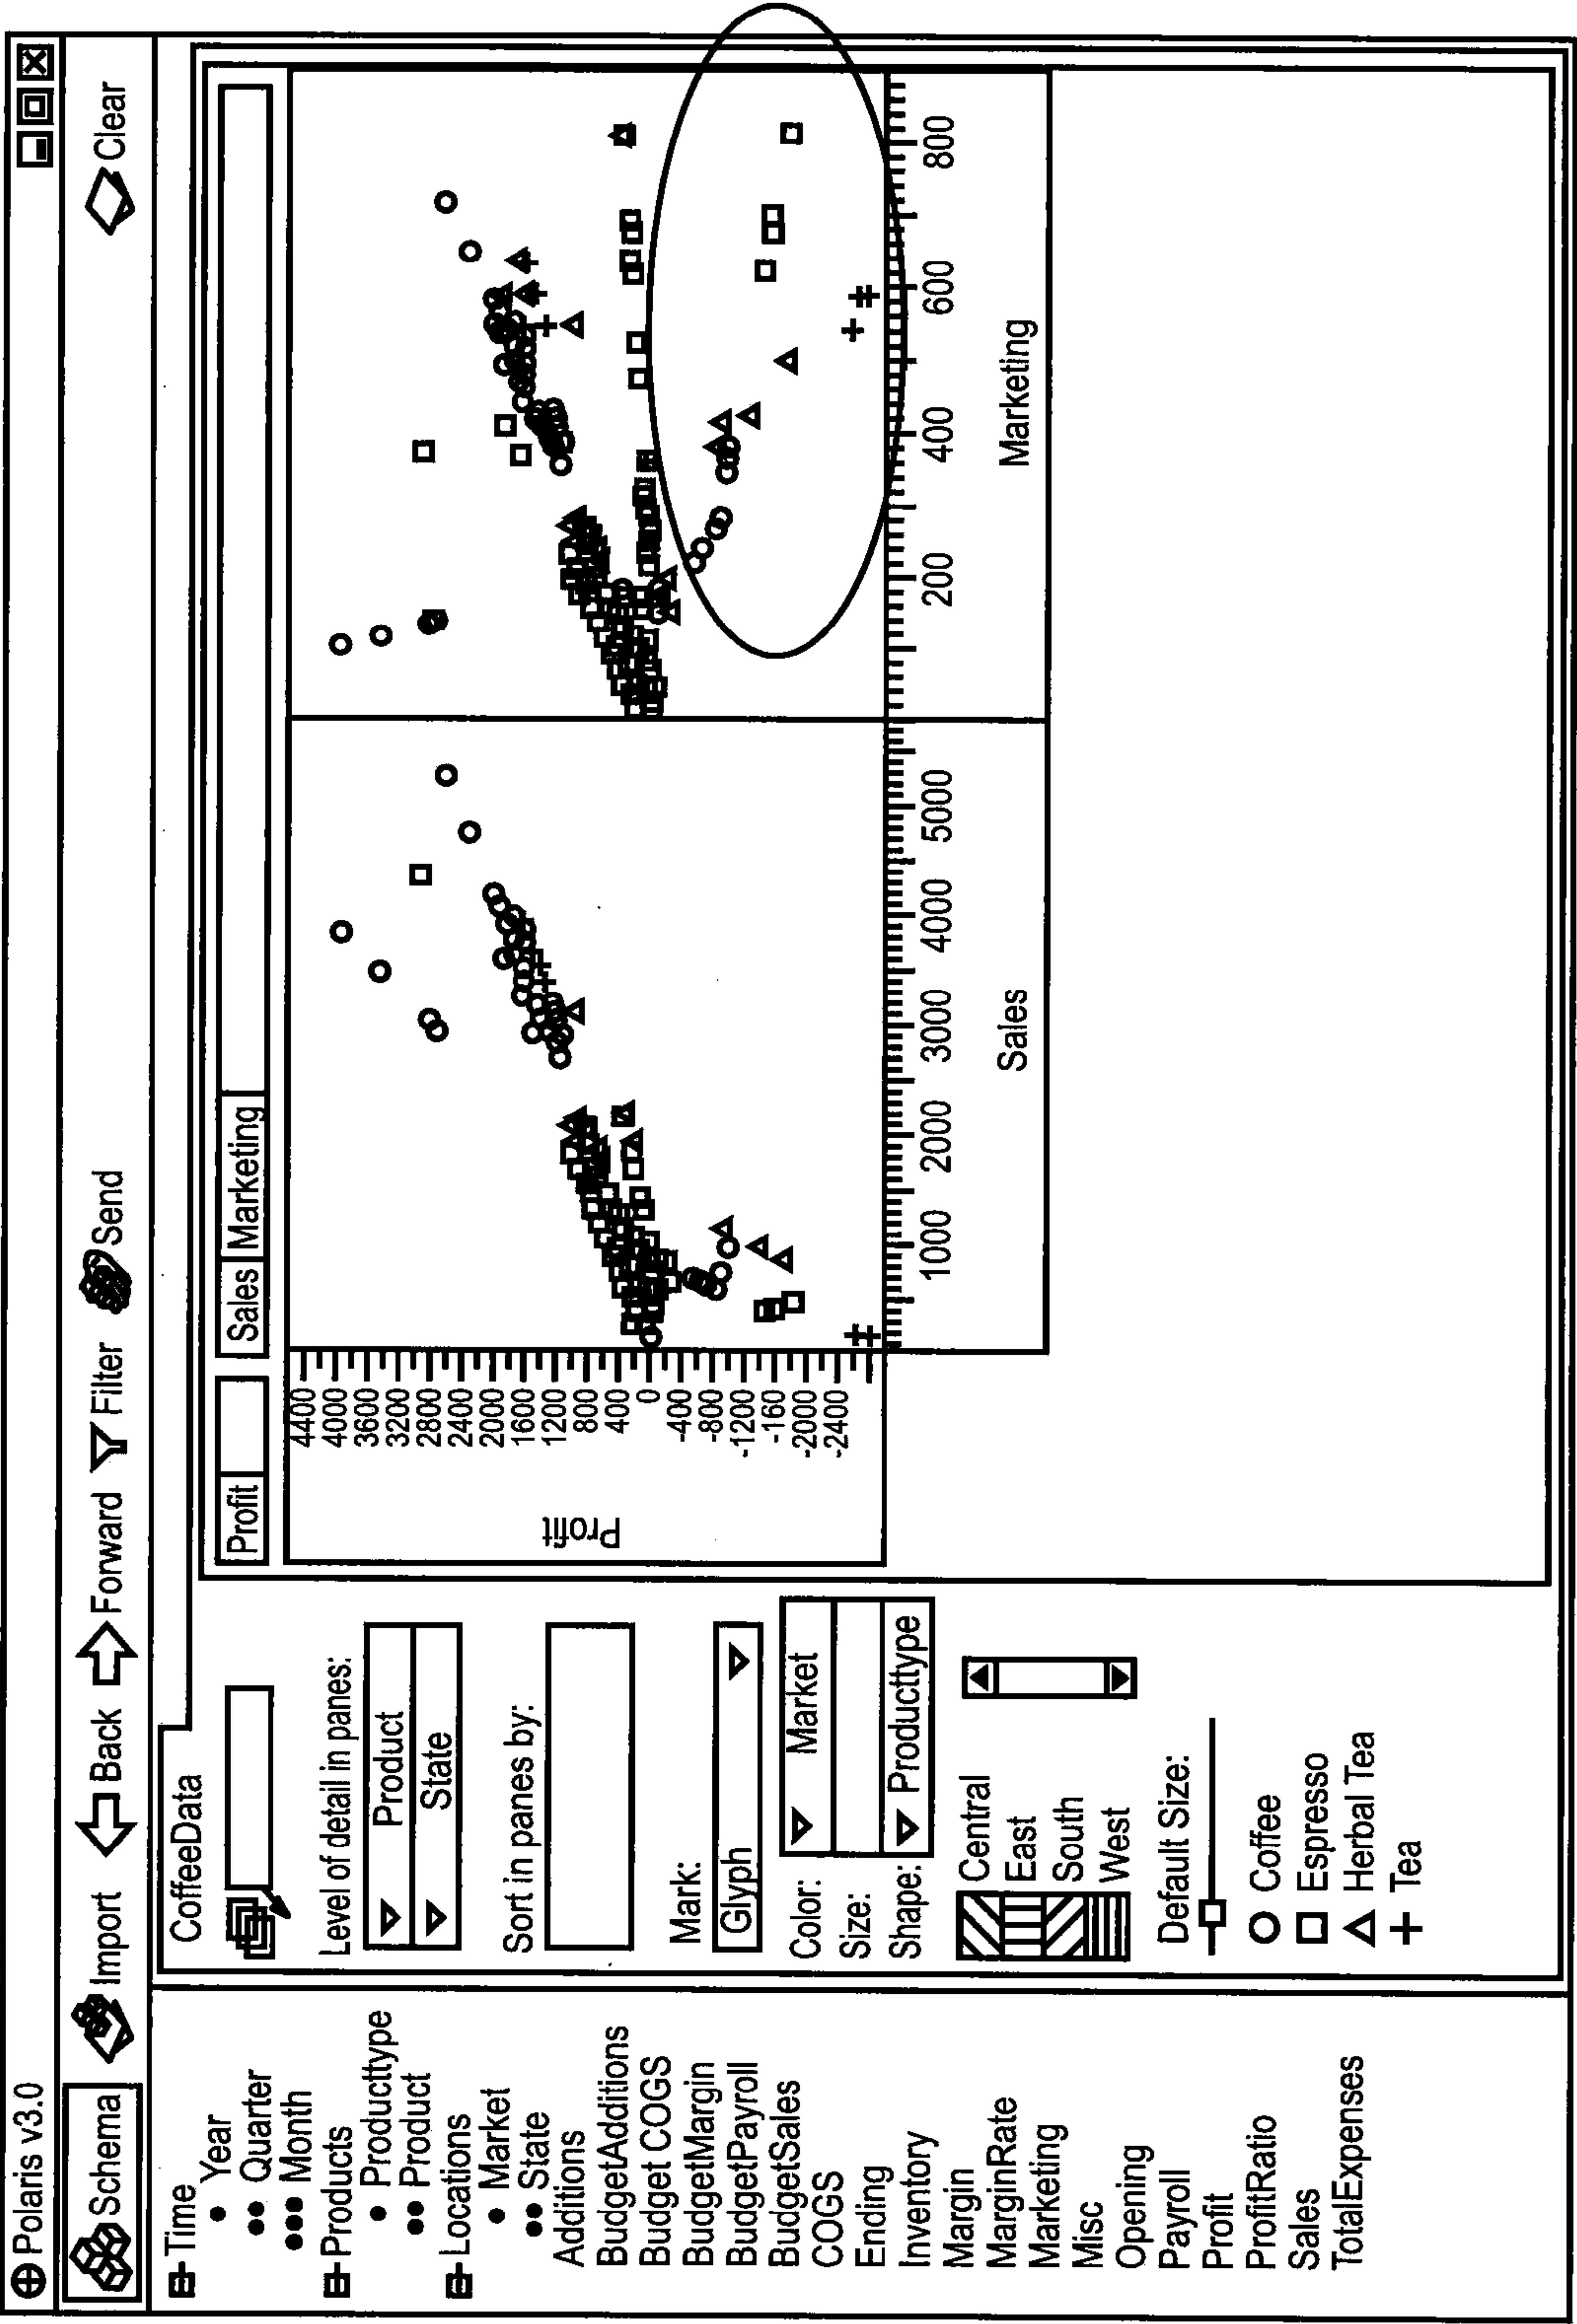 Polaris v3.0
Schema Import Back Forward Filter Send Clear
Time
Year
Quarter
Month
Products
Producttype
Product
Locations
Market
State
Additions
BudgetAdditions
Budget COGS
BudgetMargin
BudgetPayroll
BudgetSales
COGS
Ending
Inventory
Margin
MarginRate
Marketing
Misc
Opening
Payroll
Profit
ProfitRatio
Sales
TotalExpenses
CoffeeData
Level of detail in panes:
Product
State
Sort in panes by:
Mark:
Glyph
Color: Market
Size:
Shape: Producttype
Central
East
South
West
Default Size:
Coffee
Espresso
Herbal Tea
Tea
Profit Sales Marketing
Profit
4400
4000
3600
3200
2800
2400
2000
1600
1200
800
400
0
-400
-800
-1200
-160
-2000
-2400
1000 2000 3000 4000 5000 200 400 600 800
Sales Marketing